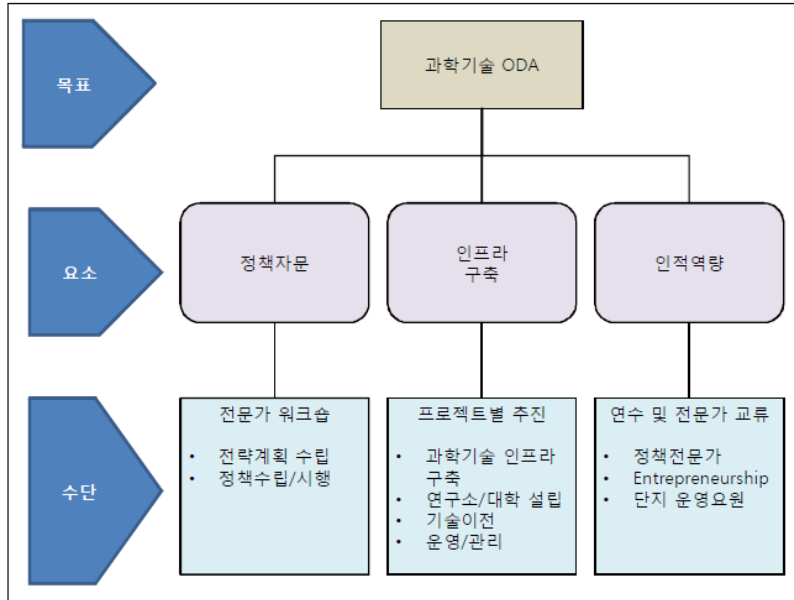 목표
과학기술 ODA
요소
정책자문
인프라
구축
인적역량
수단
전문가 워크숍
• 전략계획 수립
• 정책수립/시행
프로젝트별 추진
• 과학기술 인프라
구축
• 연구소/대학 설립
• 기술이전
• 운영/관리
연수 및 전문가 교류
• 정책전문가
• Entrepreneurship
• 단지 운영요원